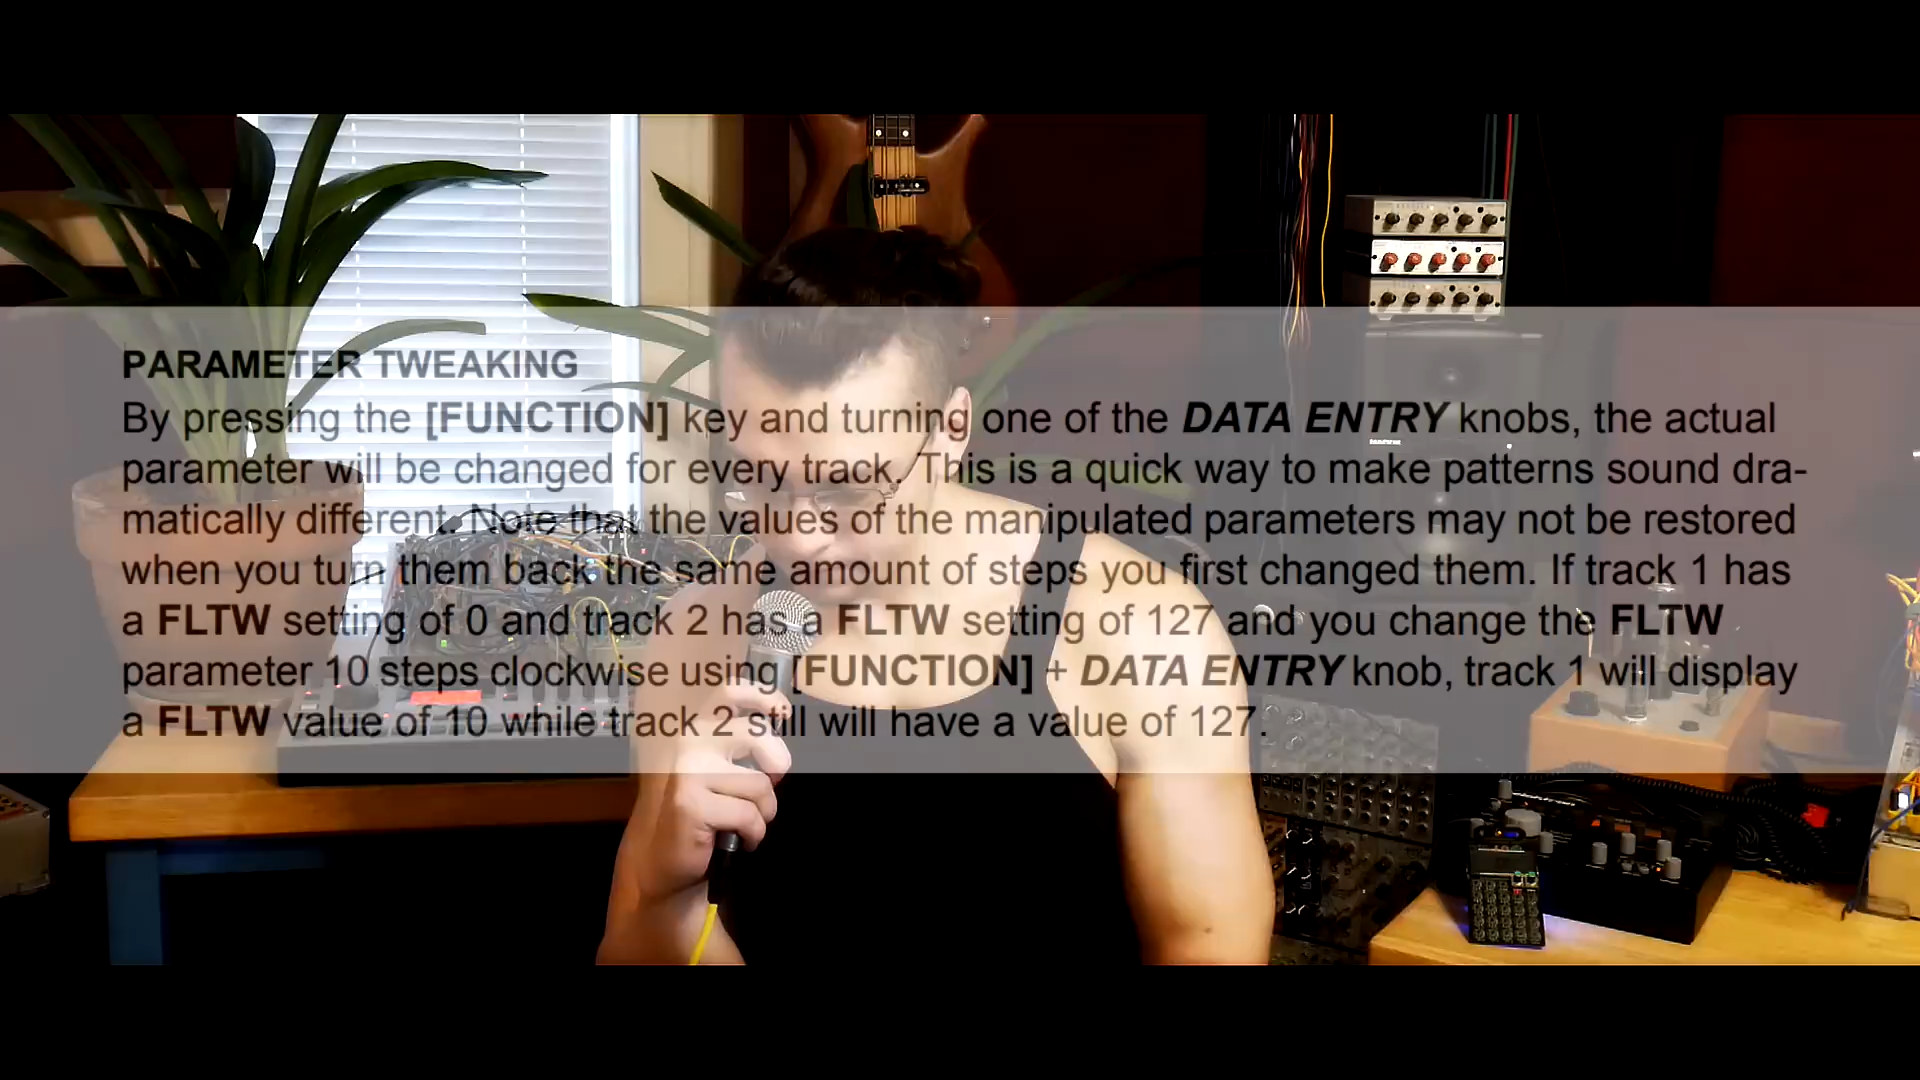 PARAMETER TWEAKING
By pressing the [FUNCTION] key and turning one of the DATA ENTRY knobs, the actual
parameter will be changed for every track. This is a quick way to make patterns sound dra-
matically different. Note that the values of the manipulated parameters may not be restored
when you turn them back the same amount of steps you first changed them. If track 1 has
a FLTW setting of 0 and track 2 has a FLTW setting of 127 and you change the FLTW
parameter 10 steps clockwise using [FUNCTION] + DATA ENTRY knob, track 1 will display
a FLTW value of 10 while track 2 still will have a value of 127.